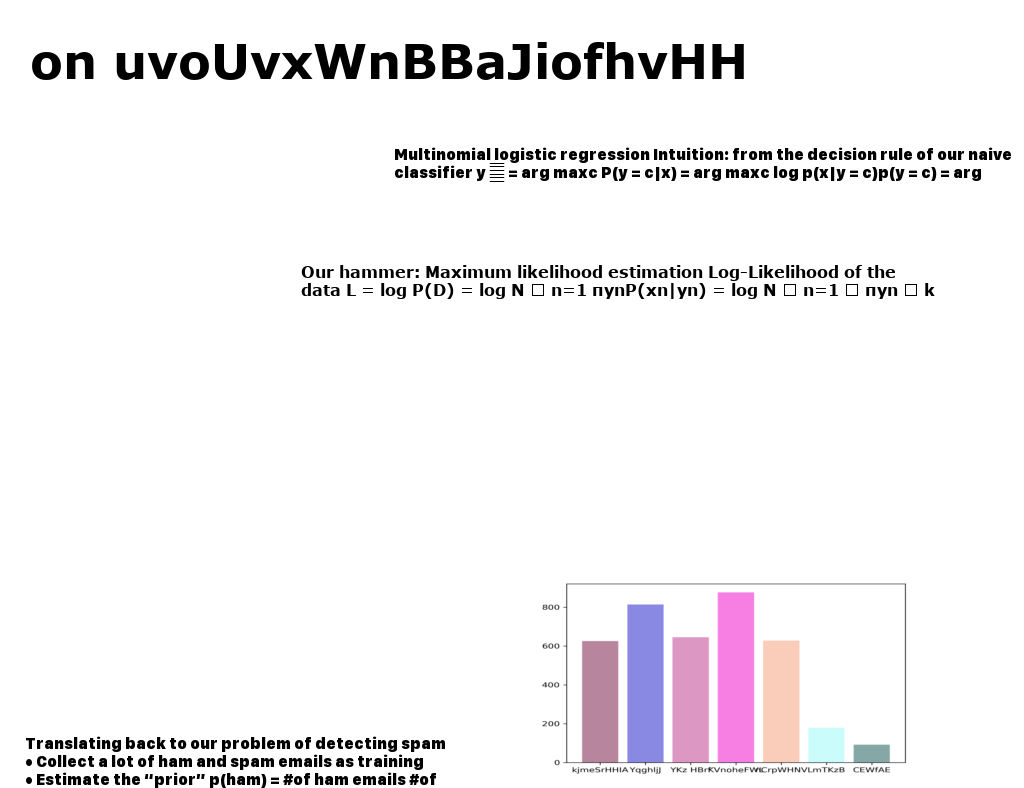 on uvoUvxWnBBaJiofhvHH
Multinomial logistic regression Intuition: from the decision rule of our naive
classifier y = arg maxc P(y = c|x) = arg maxc log p(x|y = c)p(y = c) = arg
Our hammer: Maximum likelihood estimation Log-Likelihood of the
data L = log P(D) = log N □ n=1 πynP(xn|yn) = log N □ n=1 □ πyn □ k
800
600
400
200
0
kjmeSrHHIA YqghljJ YKz
CEWfAE
Translating back to our problem of detecting spam
• Collect a lot of ham and spam emails as training
• Estimate the “prior” p(ham) = #of ham emails #of